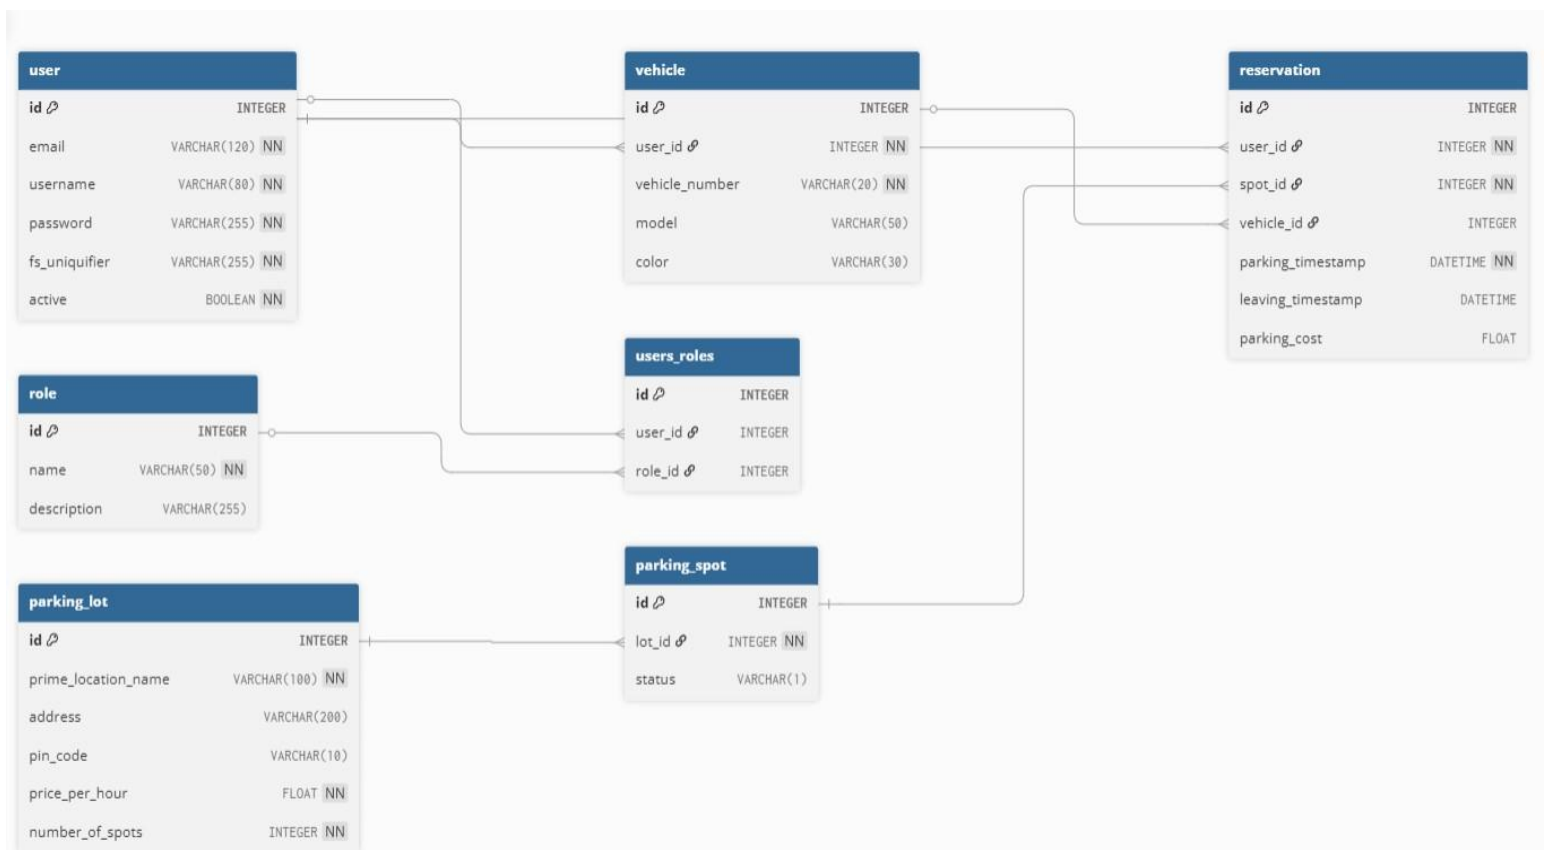 user
id INTEGER
email VARCHAR(120) NN
username VARCHAR(80) NN
password VARCHAR(255) NN
fs_uniquifier VARCHAR(255) NN
active BOOLEAN NN
vehicle
id INTEGER
user_id INTEGER NN
vehicle_number VARCHAR(20) NN
model VARCHAR(50)
color VARCHAR(30)
reservation
id INTEGER
user_id INTEGER NN
spot_id INTEGER NN
vehicle_id INTEGER
parking_timestamp DATETIME NN
leaving_timestamp DATETIME
parking_cost FLOAT
users_roles
id INTEGER
user_id INTEGER
role_id INTEGER
role
id INTEGER
name VARCHAR(50) NN
description VARCHAR(255)
parking_spot
id INTEGER
lot_id INTEGER NN
status VARCHAR(1)
parking_lot
id INTEGER
prime_location_name VARCHAR(100) NN
address VARCHAR(200)
pin_code VARCHAR(10)
price_per_hour FLOAT NN
number_of_spots INTEGER NN